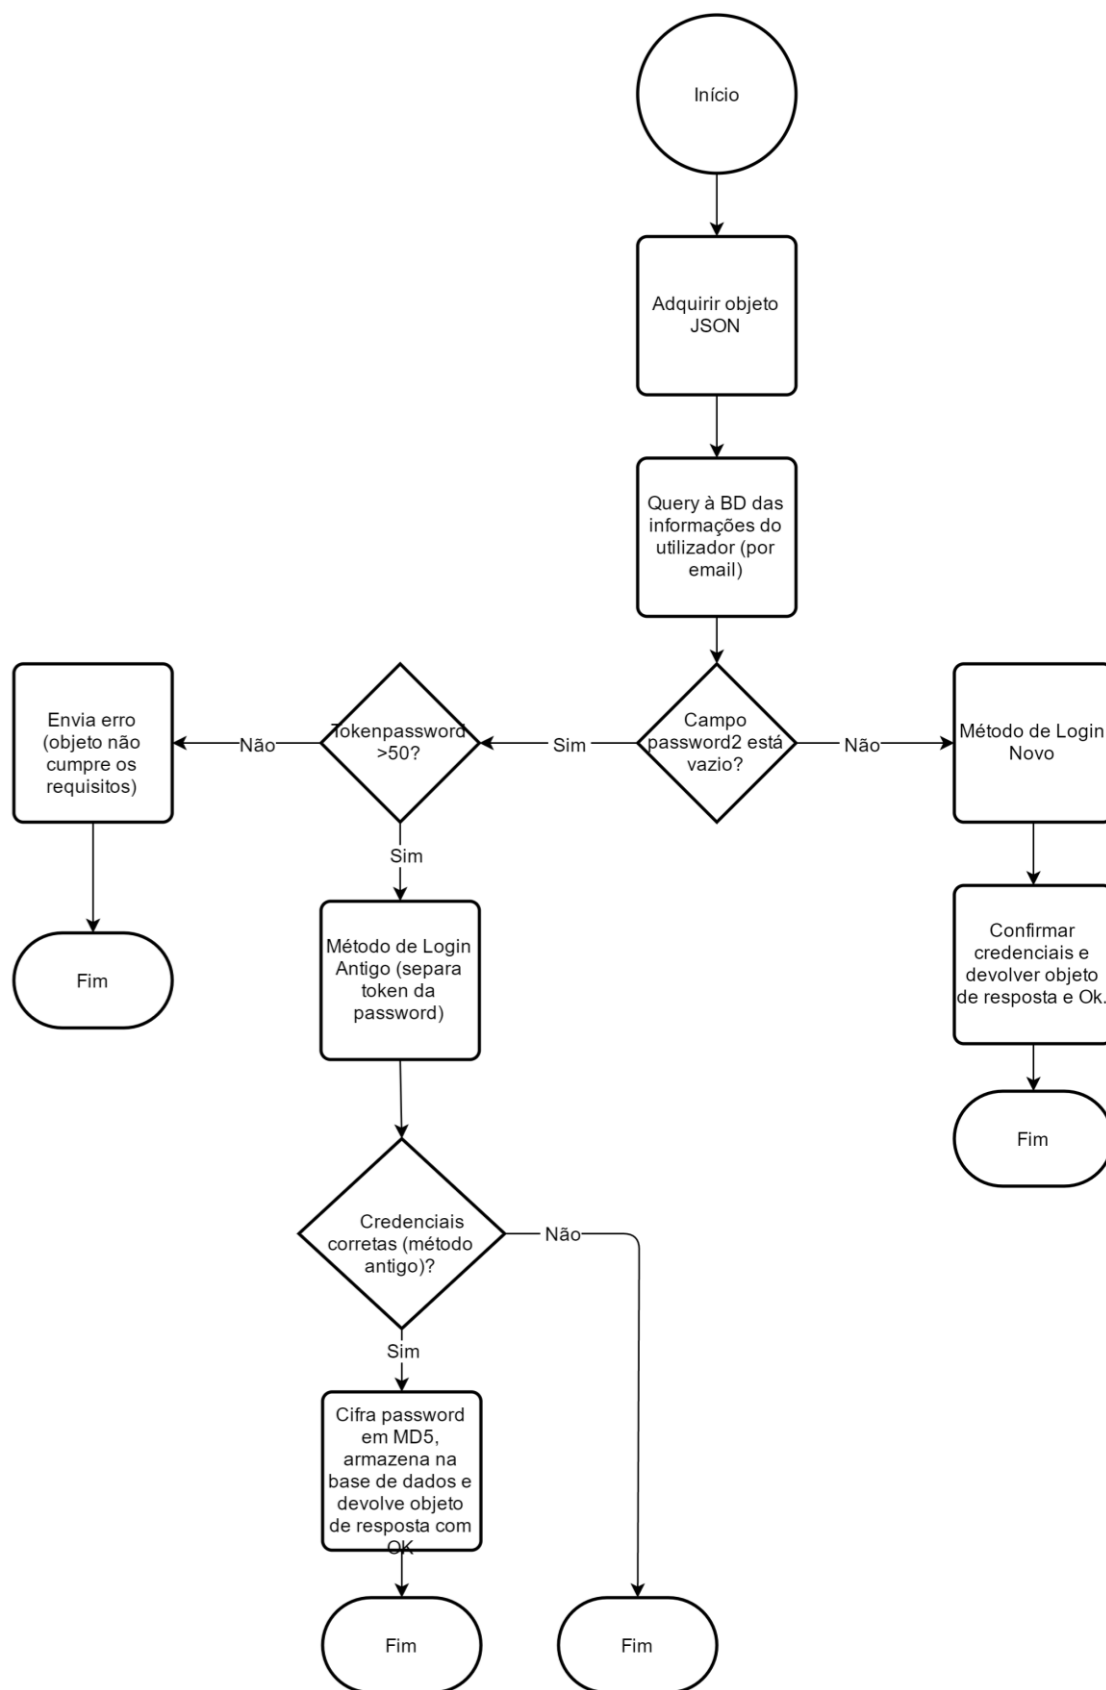 Início
Adquirir objeto
JSON
Query à BD das
informações do
utilizador (por
email)
Campo
password2 está
vazio?
Sim
Não
Tokenpassword
>50?
Não
Sim
Envia erro
(objeto não
cumpre os
requisitos)
Fim
Método de Login
Novo
Confirmar
credenciais e
devolver objeto
de resposta e Ok.
Fim
Método de Login
Antigo (separa
token da
password)
Credenciais
corretas (método
antigo)?
Não
Sim
Cifra password
em MD5,
armazena na
base de dados e
devolve objeto
de resposta com
OK
Fim
Fim